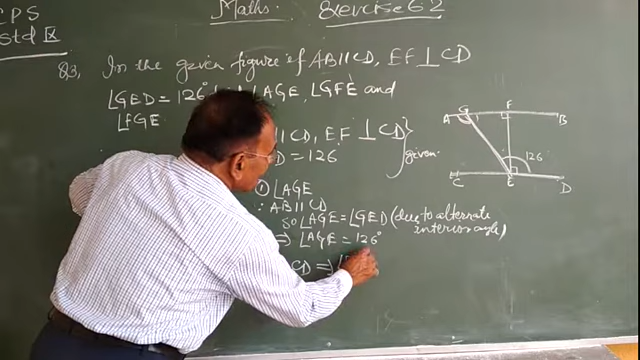 CPS
Std IX
Maths. Exercise 6.2
Q3, In the given figure if AB||CD, EF⊥CD
∠GED = 126° ∠AGE, ∠GFE and
∠FGE
CD, EF ⊥CD
D = 126°
given
① ∠AGE
∵ AB||CD
So ∠AGE = ∠GED (due to alternate
interior angle)
⇒ ∠AGE = 126°
CD ⇒
A G F B
126°
C E D